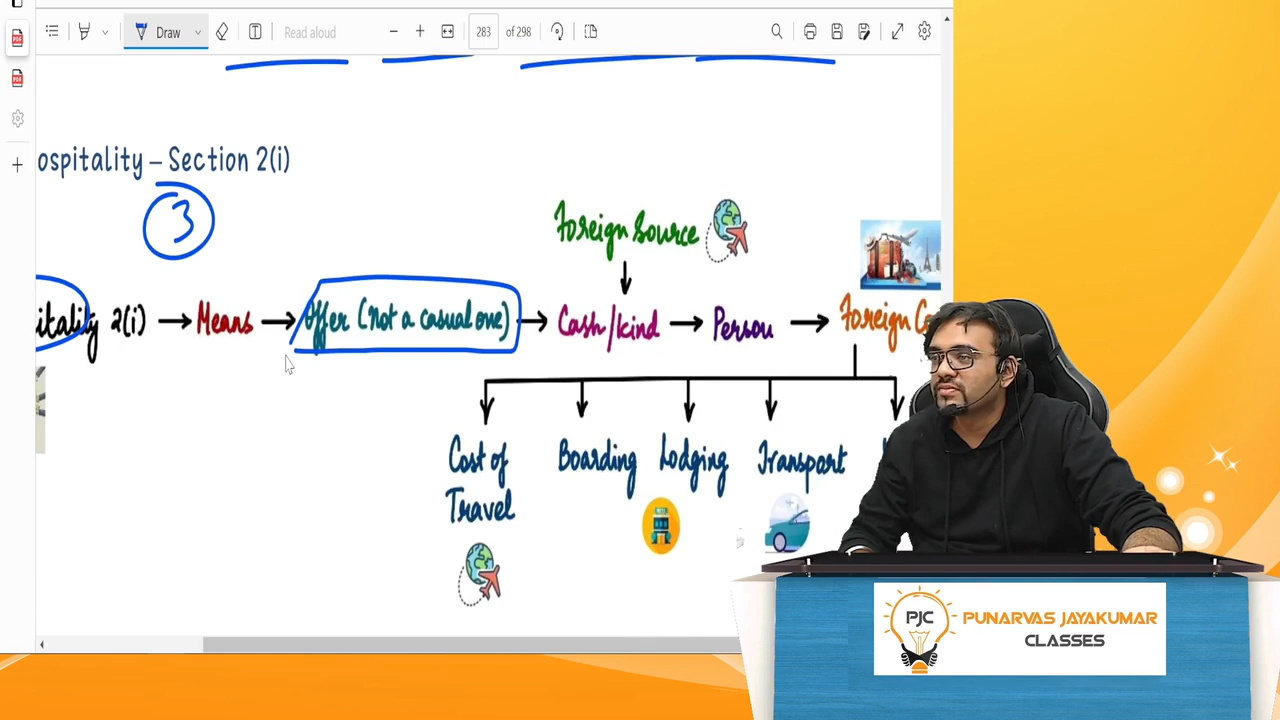 Draw
Read aloud
283
of 298
ospitality – Section 2(i)
3
Foreign Source
itality 2(i) → Means → Offer (Not a casual one) → Cash/kind → Person → Foreign Co
Cost of Travel
Boarding
Lodging
Transport
PJC
PUNARVAS JAYAKUMAR
CLASSES